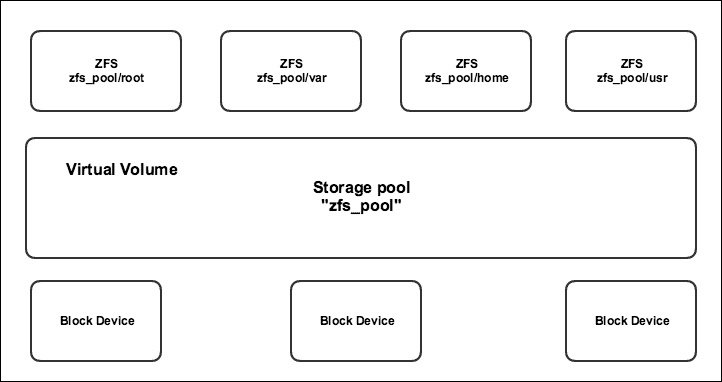 ZFS
zfs_pool/root
ZFS
zfs_pool/var
ZFS
zfs_pool/home
ZFS
zfs_pool/usr
Virtual Volume
Storage pool
"zfs_pool"
Block Device
Block Device
Block Device